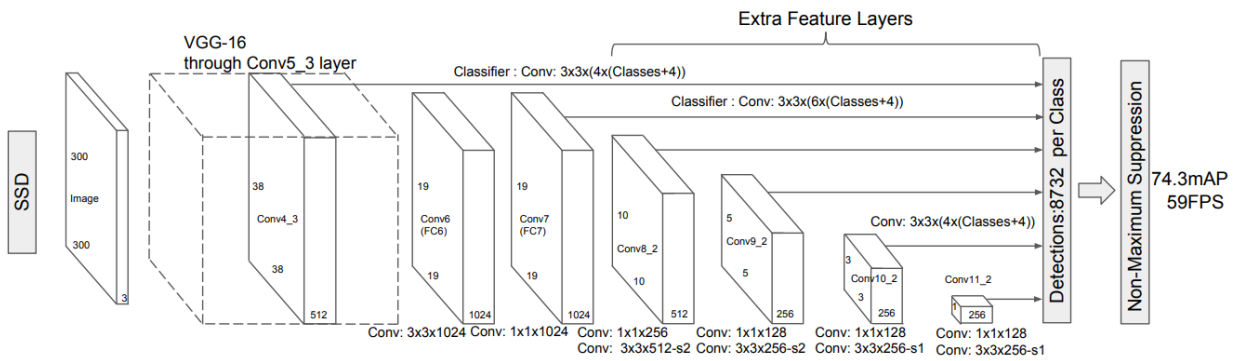 Extra Feature Layers
VGG-16
through Conv5_3 layer
Classifier : Conv: 3x3x(4x(Classes+4))
Classifier : Conv: 3x3x(6x(Classes+4))
SSD
300
Image
300
3
38
Conv4_3
38
512
19
Conv6
(FC6)
19
1024
19
Conv7
(FC7)
19
1024
10
Conv8_2
10
512
5
Conv9_2
5
256
Conv: 3x3x(4x(Classes+4))
3
Conv10_2
3
256
Conv11_2
1
256
Conv: 3x3x1024
Conv: 1x1x1024
Conv: 1x1x256
Conv: 3x3x512-s2
Conv: 1x1x128
Conv: 3x3x256-s2
Conv: 1x1x128
Conv: 3x3x256-s1
Conv: 1x1x128
Conv: 3x3x256-s1
Detections:8732 per Class
Non-Maximum Suppression
74.3mAP
59FPS